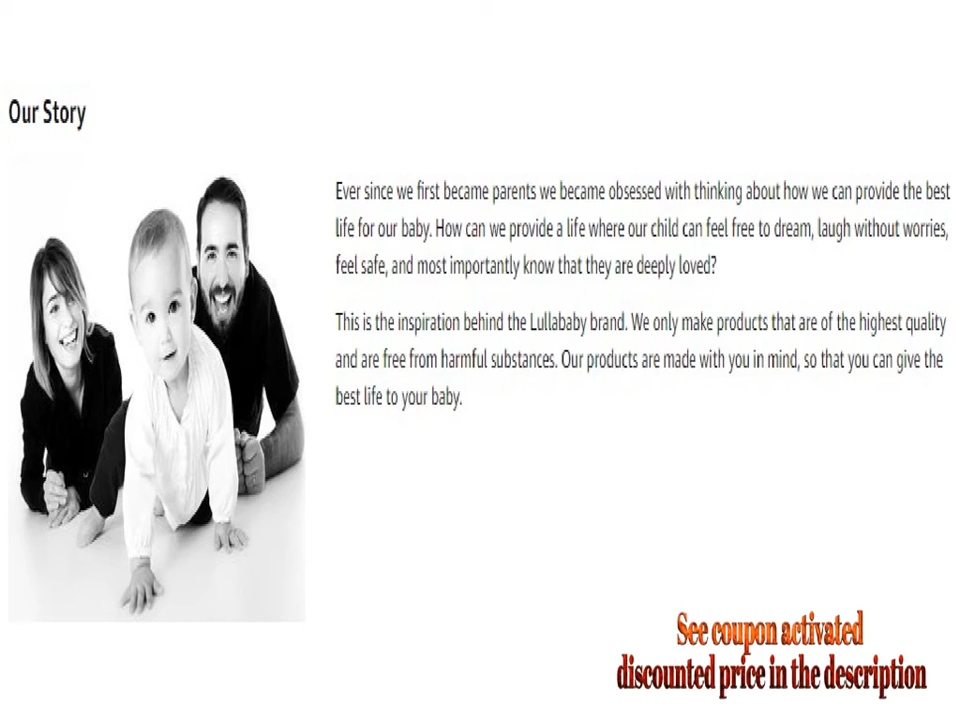 Our Story
Ever since we first became parents we became obsessed with thinking about how we can provide the best
life for our baby. How can we provide a life where our child can feel free to dream, laugh without worries,
feel safe, and most importantly know that they are deeply loved?
This is the inspiration behind the Lullababy brand. We only make products that are of the highest quality
and are free from harmful substances. Our products are made with you in mind, so that you can give the
best life to your baby.
See coupon activated
discounted price in the description